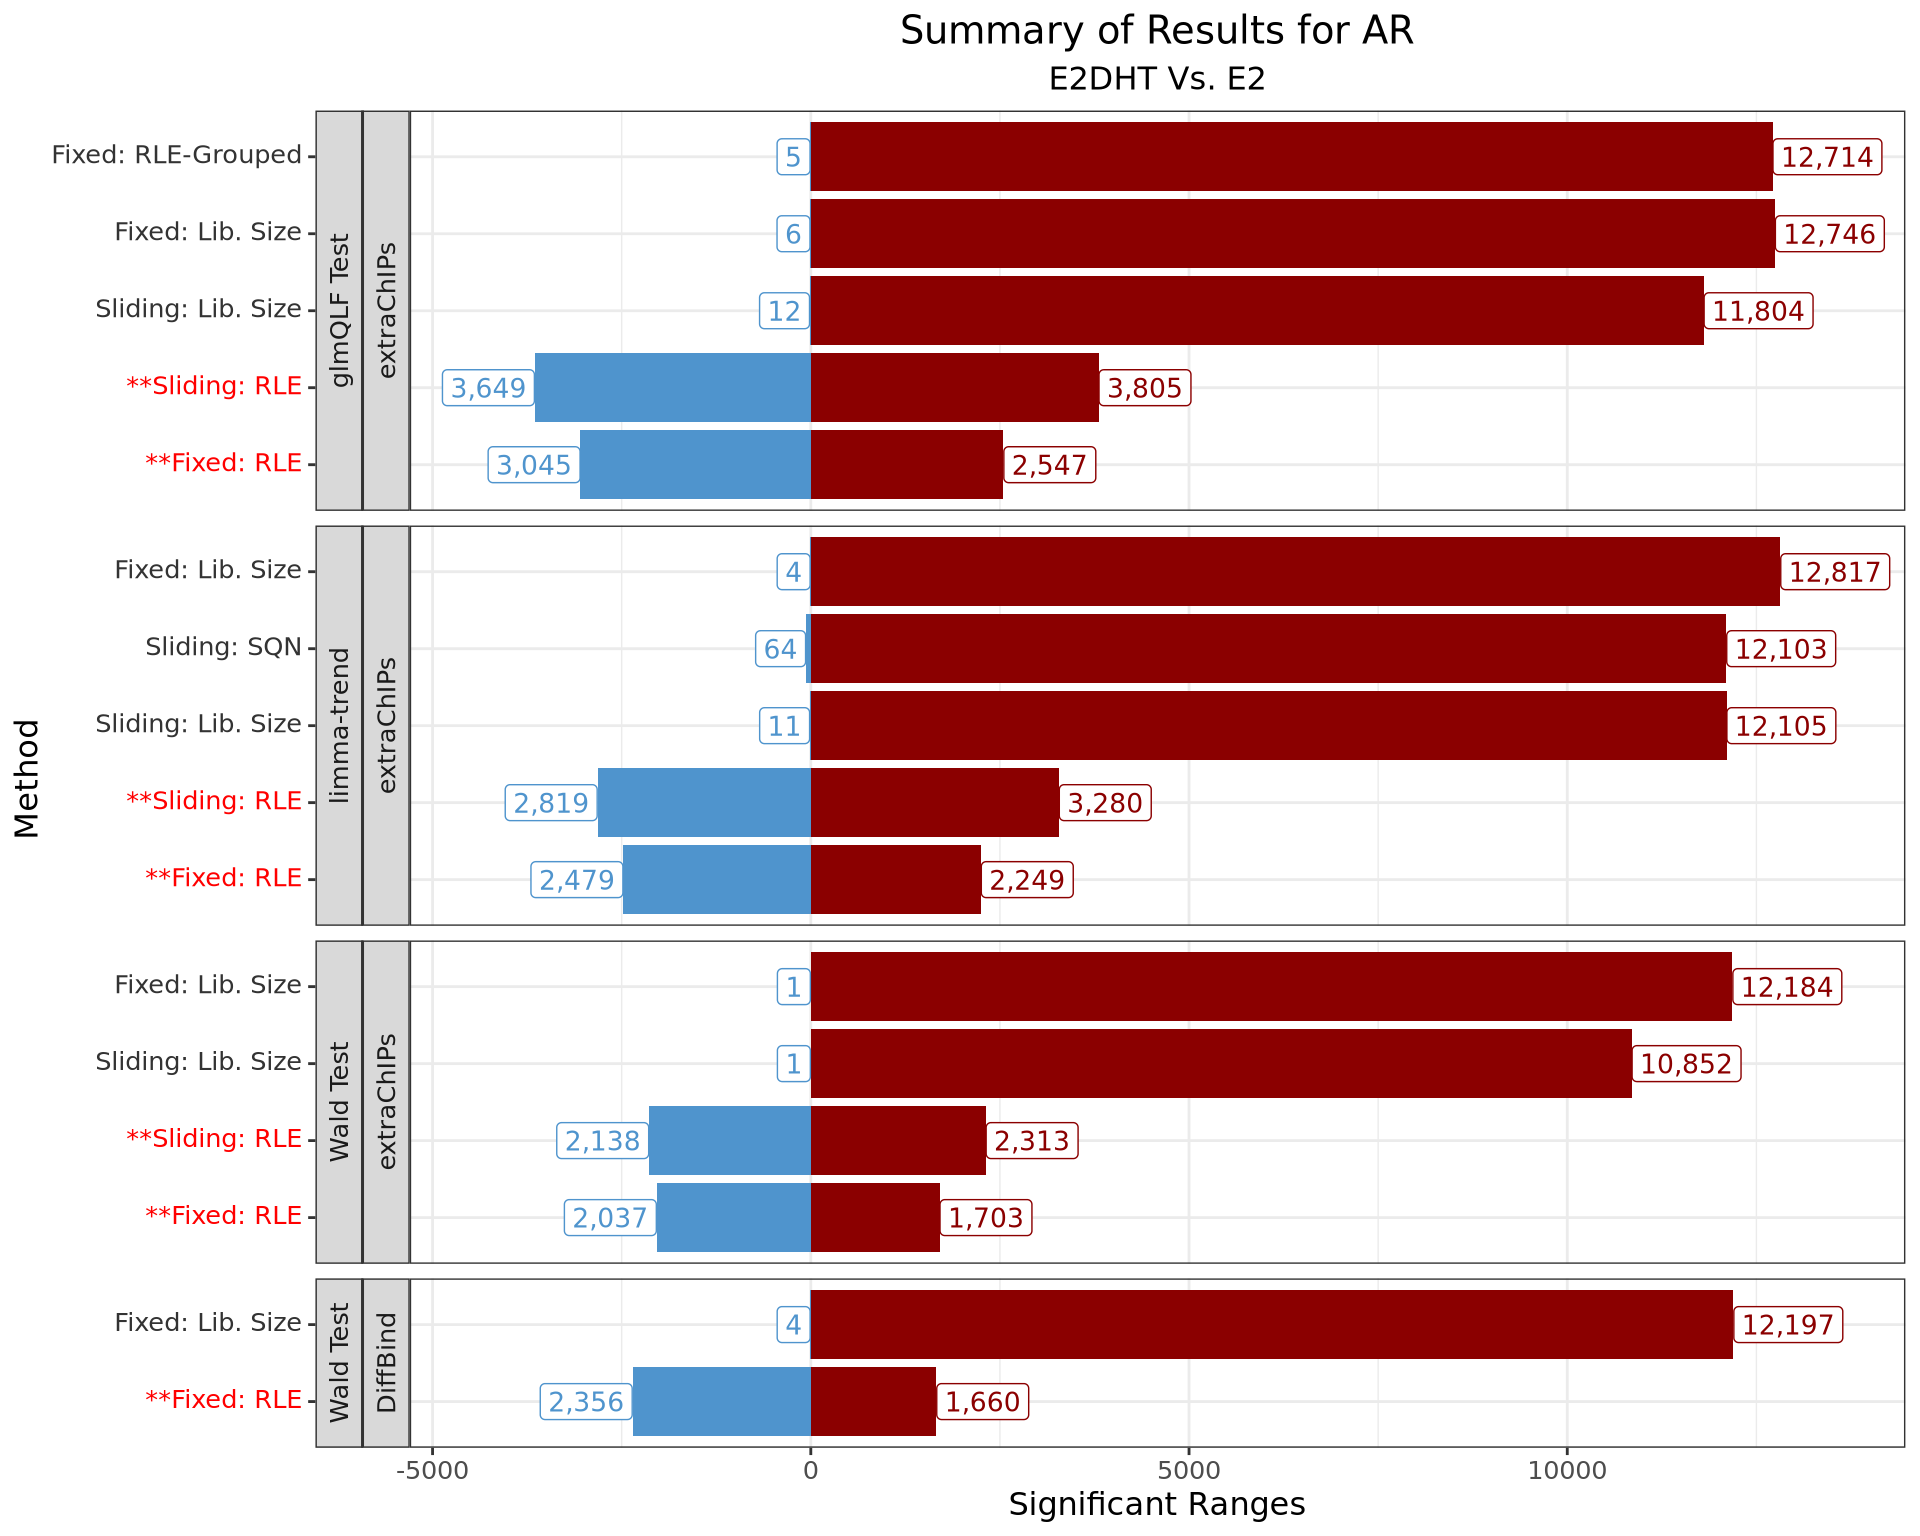 Summary of Results for AR
E2DHT Vs. E2
Method
glmQLF Test
extraChIPs
Fixed: RLE-Grouped 5 12,714
Fixed: Lib. Size 6 12,746
Sliding: Lib. Size 12 11,804
**Sliding: RLE 3,649 3,805
**Fixed: RLE 3,045 2,547
limma-trend
extraChIPs
Fixed: Lib. Size 4 12,817
Sliding: SQN 64 12,103
Sliding: Lib. Size 11 12,105
**Sliding: RLE 2,819 3,280
**Fixed: RLE 2,479 2,249
Wald Test
extraChIPs
Fixed: Lib. Size 1 12,184
Sliding: Lib. Size 1 10,852
**Sliding: RLE 2,138 2,313
**Fixed: RLE 2,037 1,703
Wald Test
DiffBind
Fixed: Lib. Size 4 12,197
**Fixed: RLE 2,356 1,660
-5000 0 5000 10000
Significant Ranges